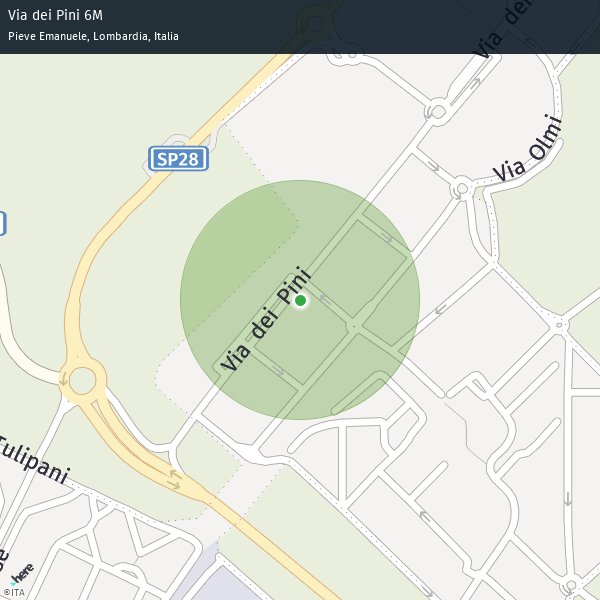 Via dei Pini 6M
Pieve Emanuele, Lombardia, Italia
Via dei
SP28
Via Olmi
Via dei Pini
Tulipani
here
©ITA